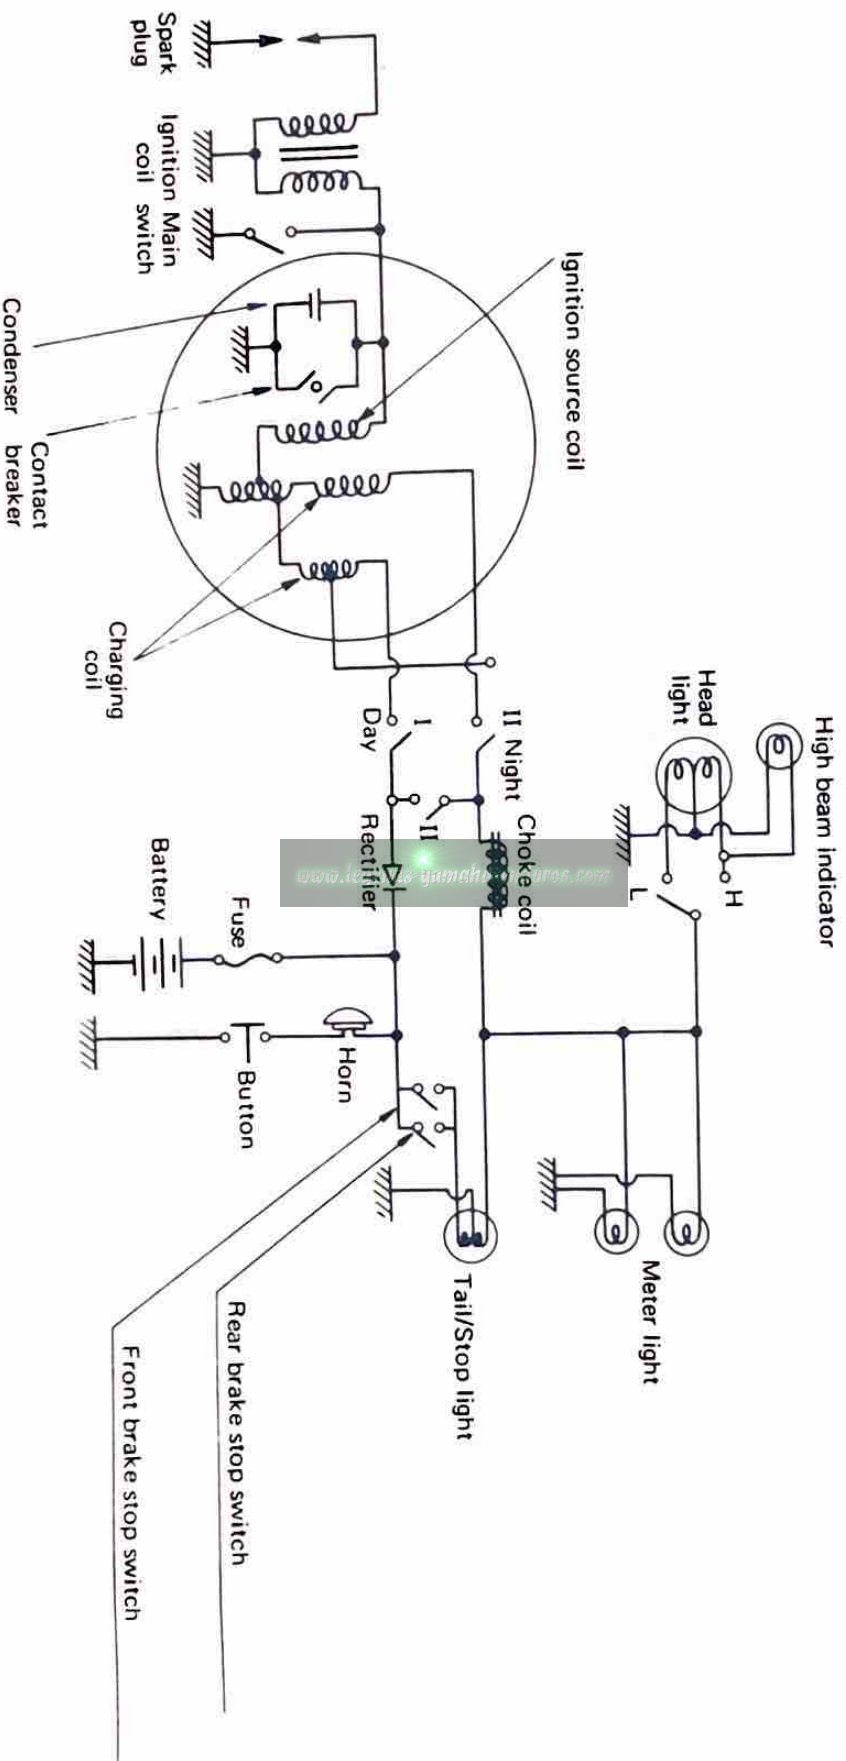 Spark
plug
Ignition
coil
Main
switch
Ignition source coil
Condenser
Contact
breaker
Charging
coil
Head
light
High beam indicator
H
L
I
Day
II Night
II
Choke coil
Rectifier
Battery
Fuse
Horn
Button
Meter light
Tail/Stop light
Rear brake stop switch
Front brake stop switch